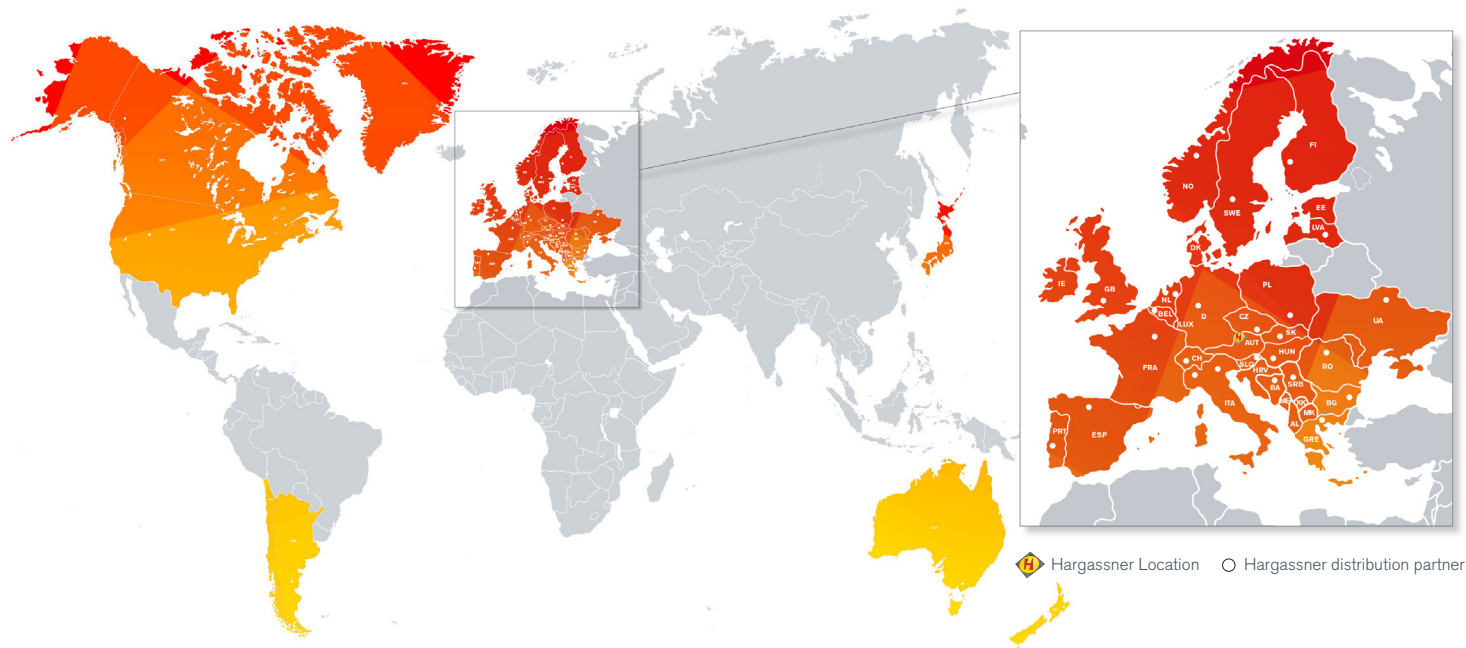 FI
NO
SWE
EE
LVA
DK
IE
GB
NL
BEL
LUX
D
PL
CZ
SK
UA
AUT
HUN
CH
SLO
HRV
RO
FRA
BA
SRB
ITA
BG
MK
AL
PRT
ESP
GRE
H Hargassner Location
Hargassner distribution partner